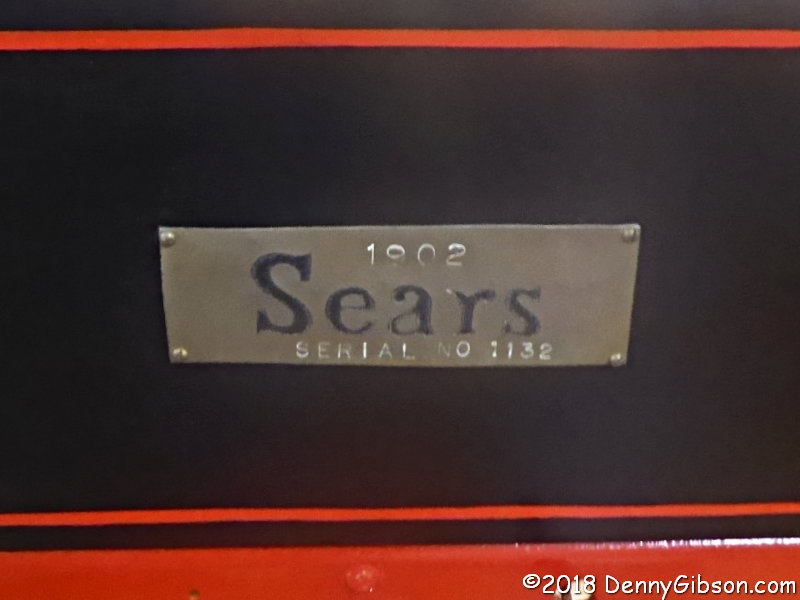 1902
Sears
SERIAL NO 1132
©2018 DennyGibson.com